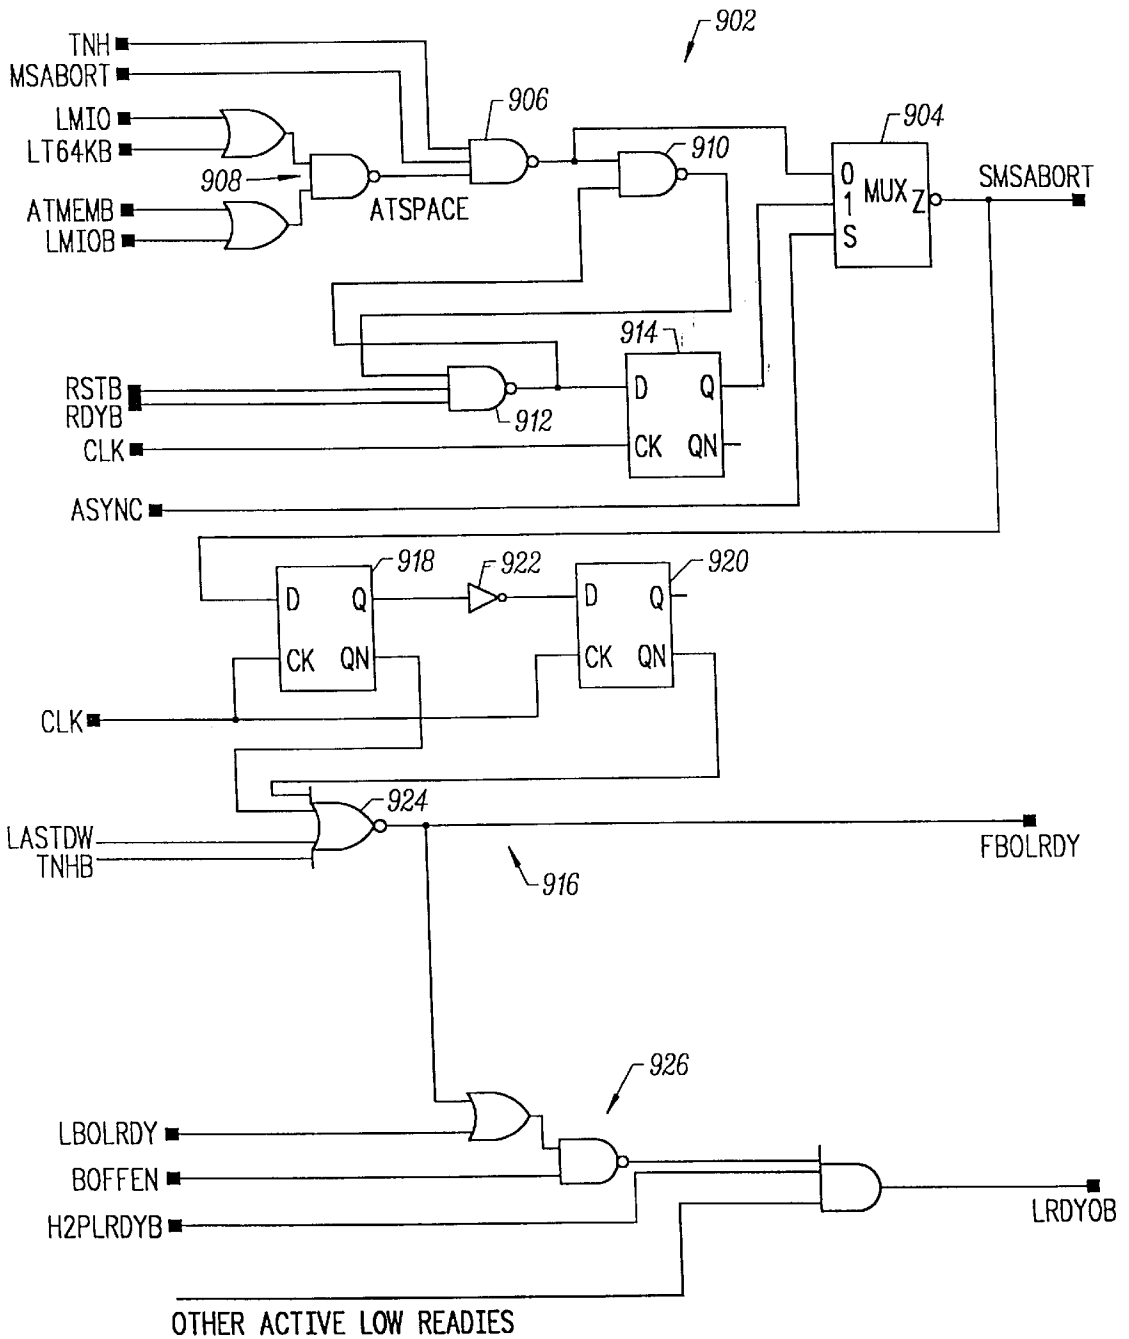 902
TNH
MSABORT
906
LMIO
LT64KB
910
904
908
0
1
S
MUX
Z
SMSABORT
ATMEMB
LMIOB
ATSPACE
914
RSTB
RDYB
912
D
Q
CLK
CK
QN
ASYNC
918
922
920
D
Q
D
Q
CK
QN
CK
QN
CLK
924
LASTDW
TNHB
FBOLRDY
916
926
LBOLRDY
BOFFEN
H2PLRDYB
LRDYOB
OTHER ACTIVE LOW READIES